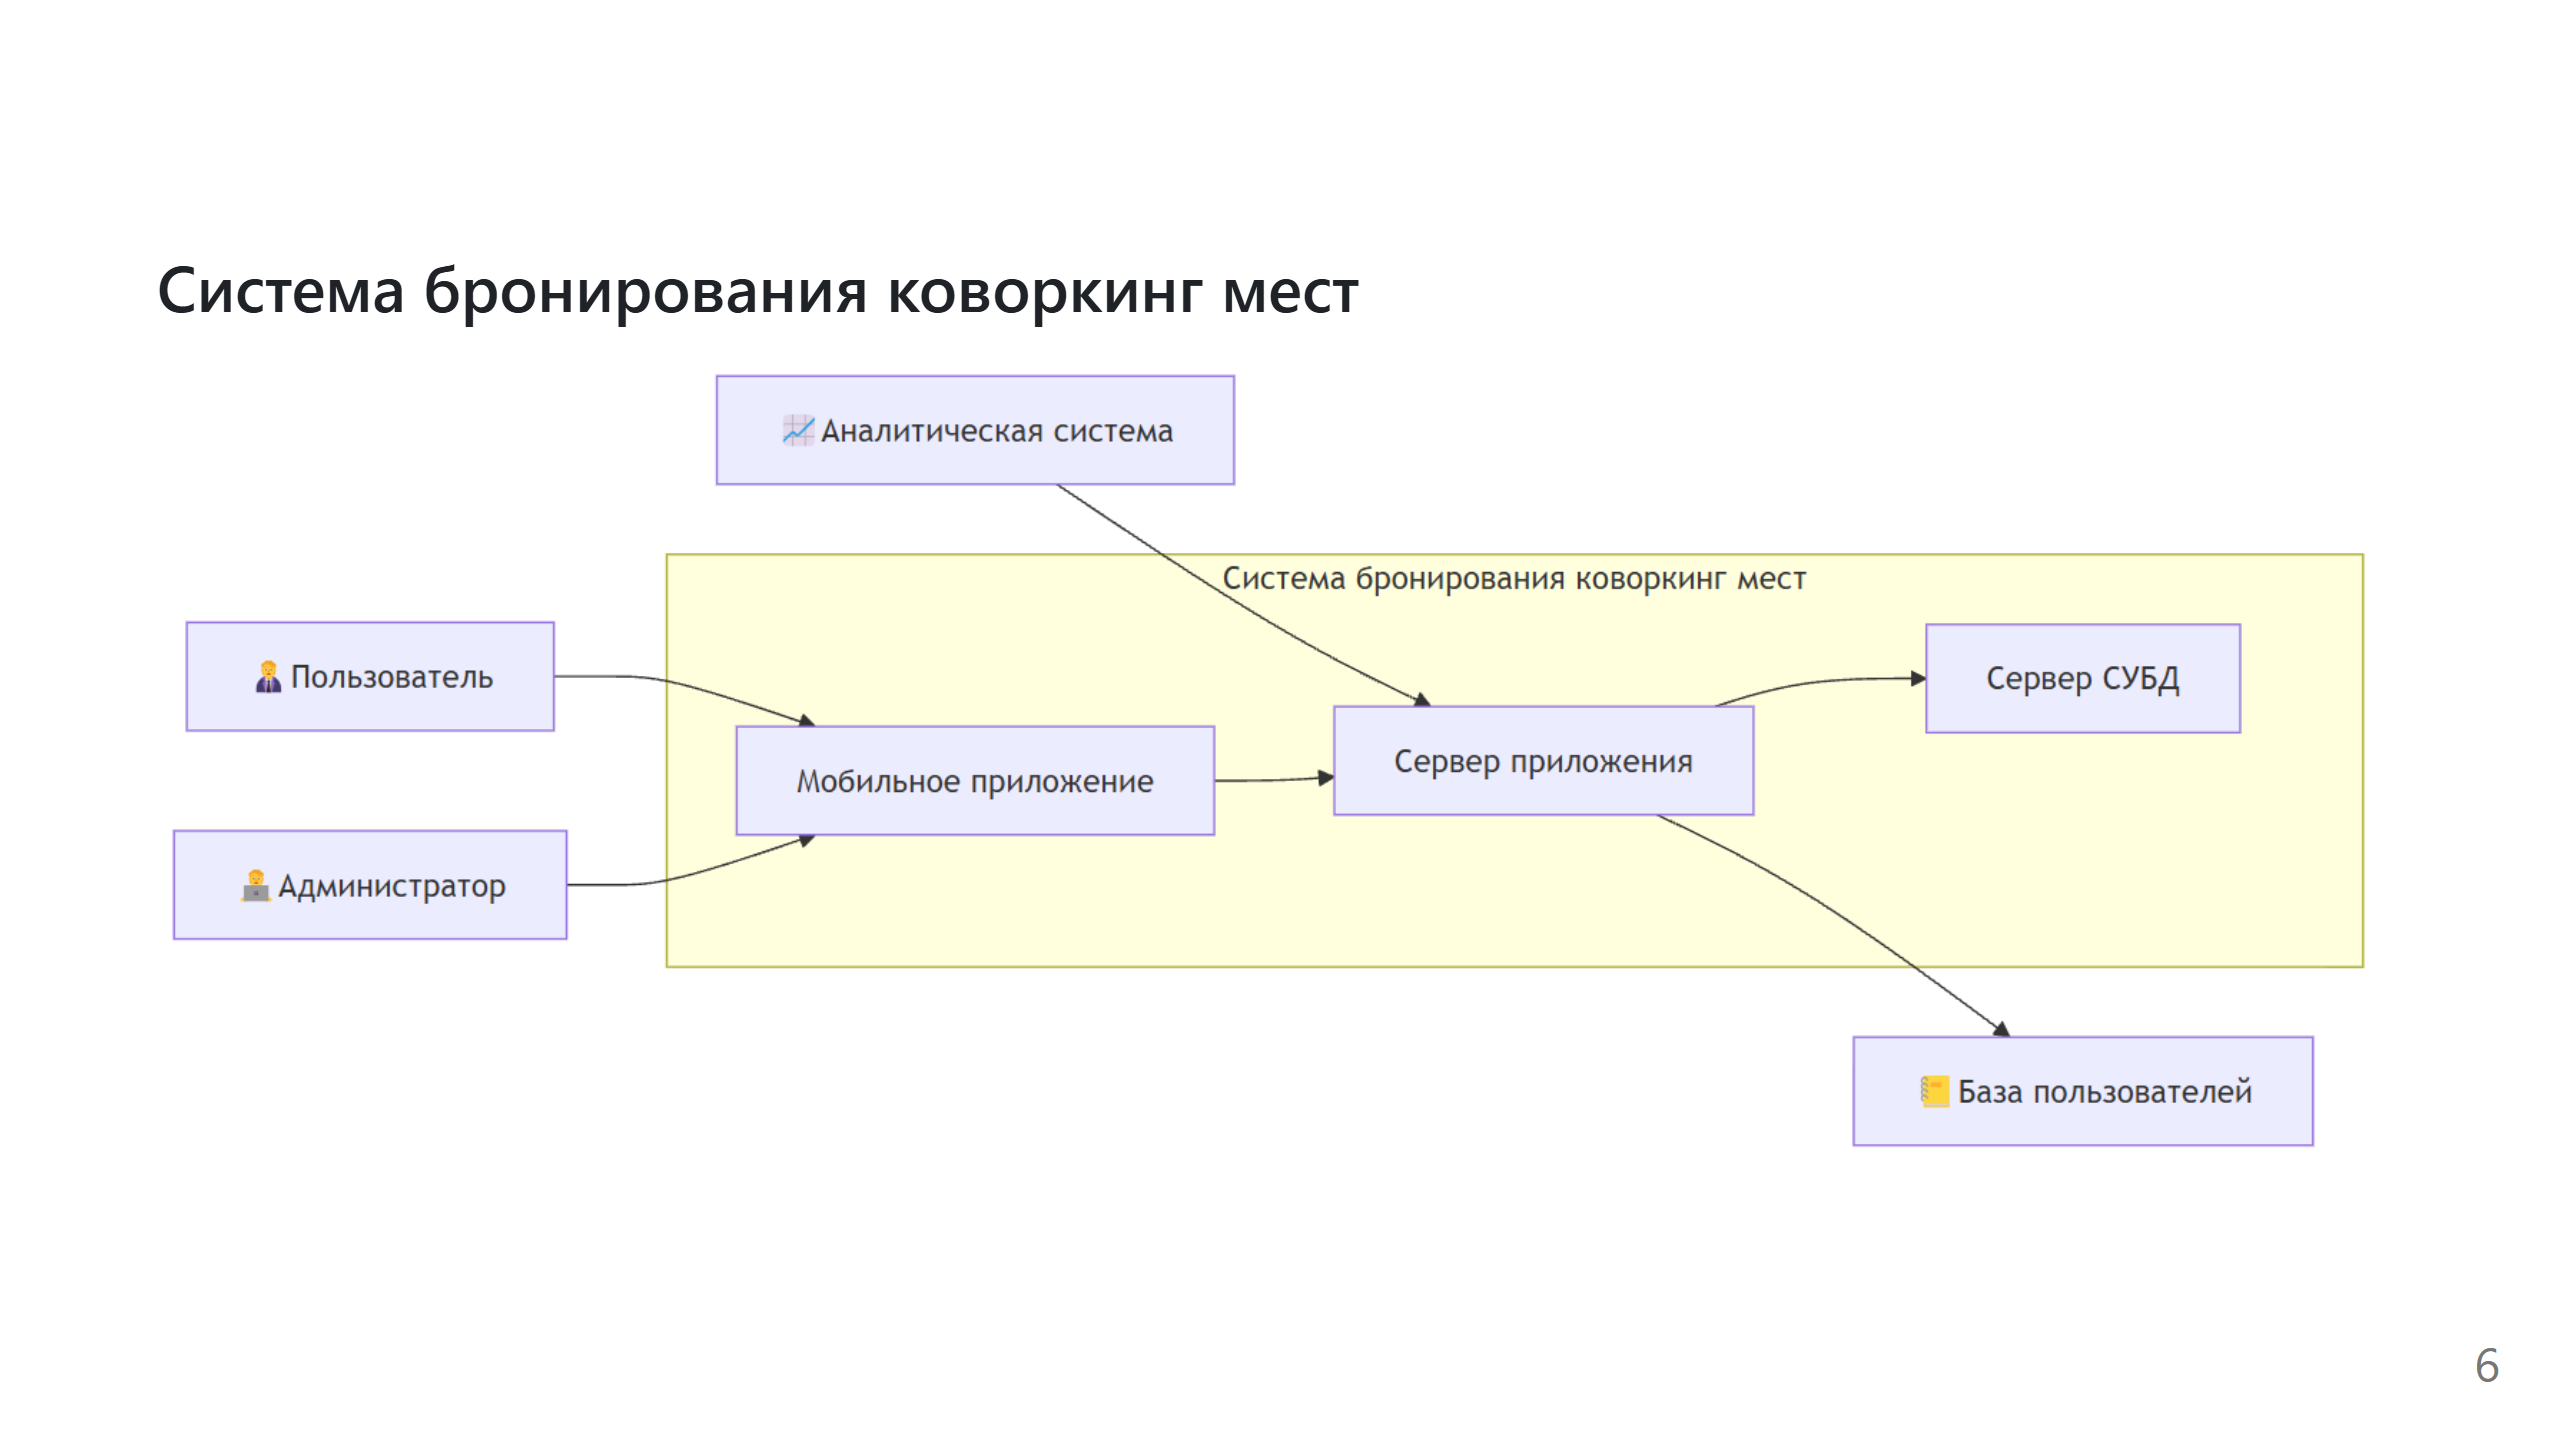 Система бронирования коворкинг мест
Аналитическая система
Система бронирования коворкинг мест
Пользователь
Сервер СУБД
Мобильное приложение
Сервер приложения
Администратор
База пользователей
6